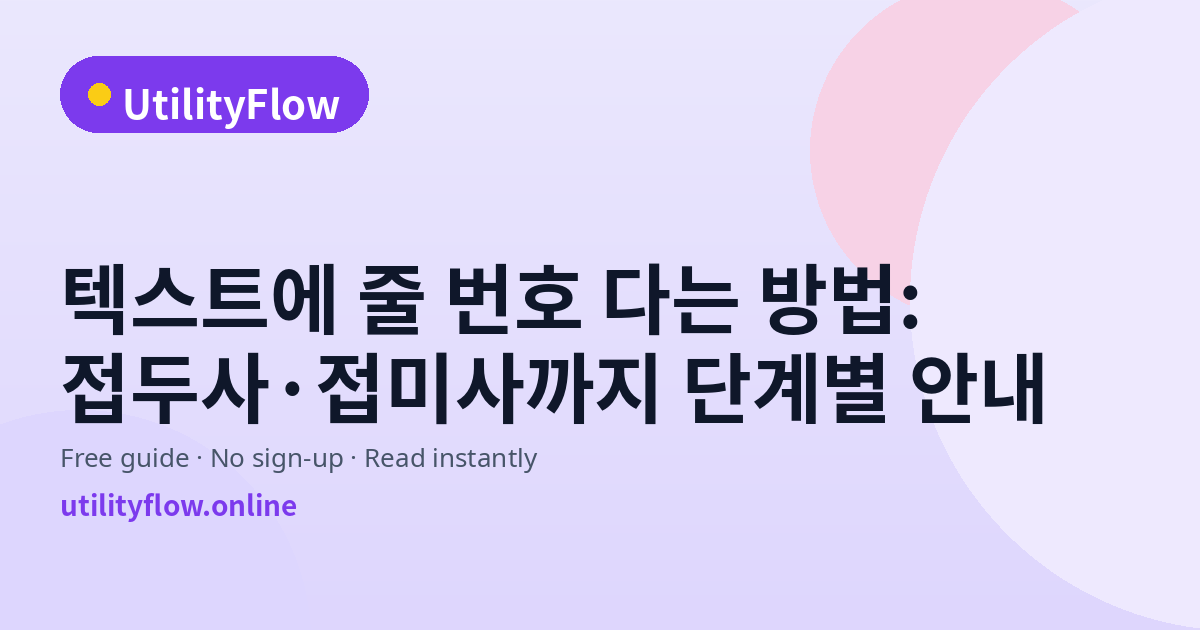 UtilityFlow
텍스트에 줄 번호 다는 방법:
접두사·접미사까지 단계별 안내
Free guide · No sign-up · Read instantly
utilityflow.online